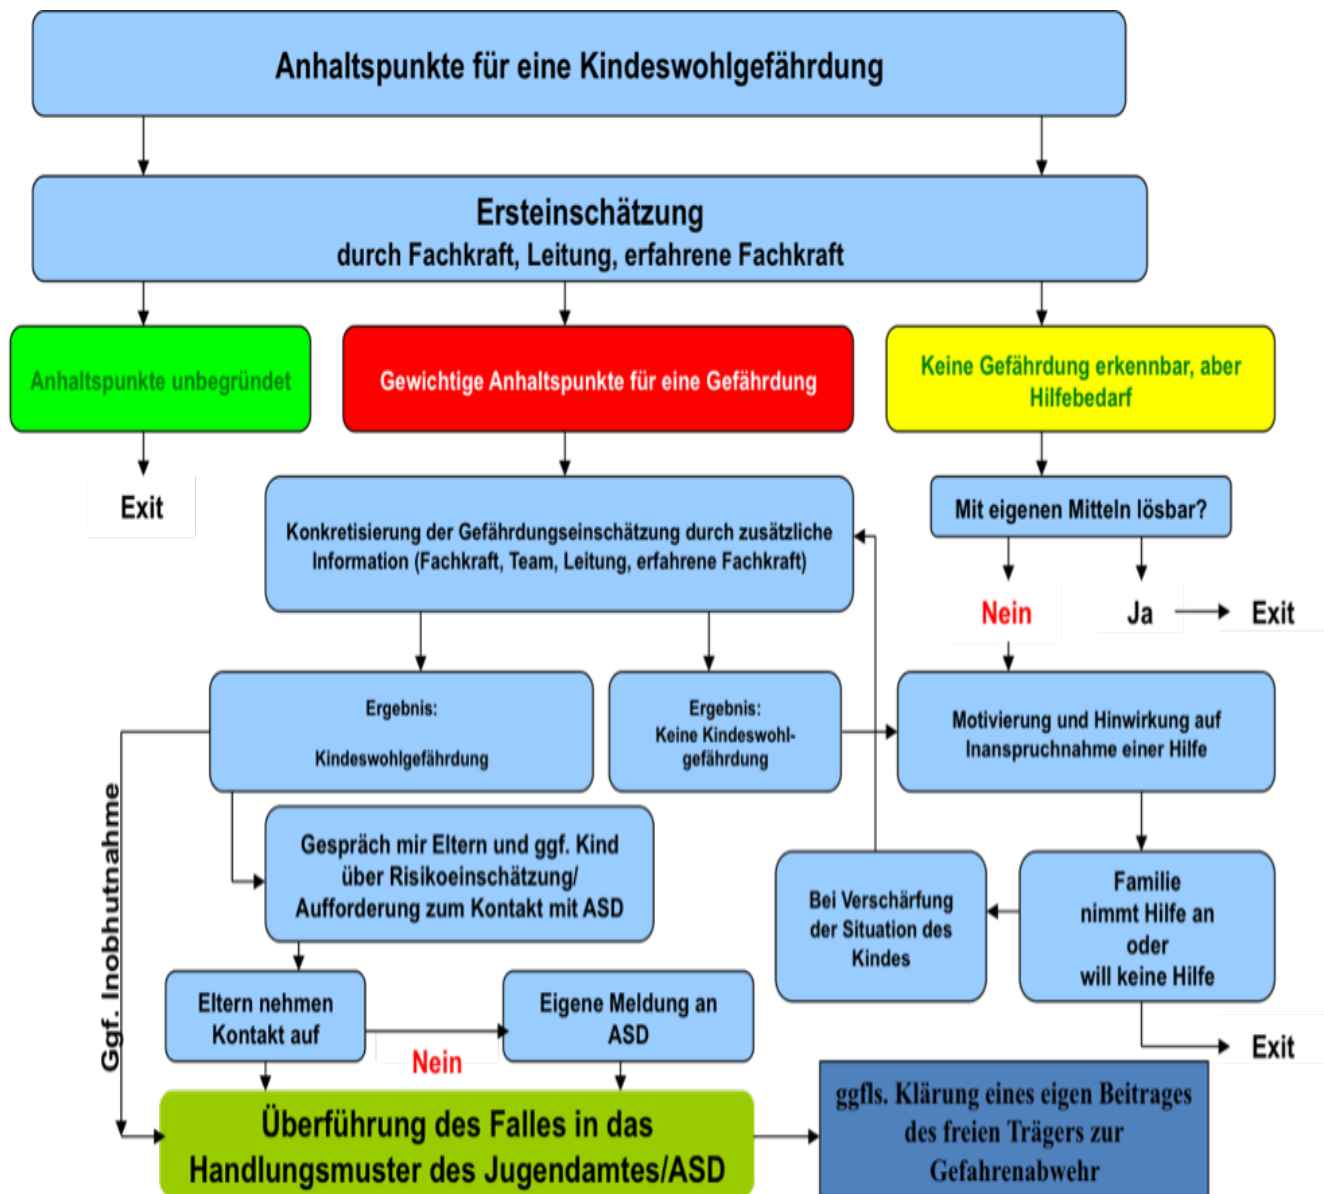 Anhaltspunkte für eine Kindeswohlgefährdung
Ersteinschätzung
durch Fachkraft, Leitung, erfahrene Fachkraft
Anhaltspunkte unbegründet
Gewichtige Anhaltspunkte für eine Gefährdung
Keine Gefährdung erkennbar, aber
Hilfebedarf
Exit
Konkretisierung der Gefährdungseinschätzung durch zusätzliche
Information (Fachkraft, Team, Leitung, erfahrene Fachkraft)
Mit eigenen Mitteln lösbar?
Nein
Ja
Exit
Ergebnis:
Kindeswohlgefährdung
Ergebnis:
Keine Kindeswohl-
gefährdung
Motivierung und Hinwirkung auf
Inanspruchnahme einer Hilfe
Ggf. Inobhutnahme
Gespräch mir Eltern und ggf. Kind
über Risikoeinschätzung/
Aufforderung zum Kontakt mit ASD
Bei Verschärfung
der Situation des
Kindes
Familie
nimmt Hilfe an
oder
will keine Hilfe
Eltern nehmen
Kontakt auf
Nein
Eigene Meldung an
ASD
Exit
Überführung des Falles in das
Handlungsmuster des Jugendamtes/ASD
ggfls. Klärung eines eigen Beitrages
des freien Trägers zur
Gefahrenabwehr